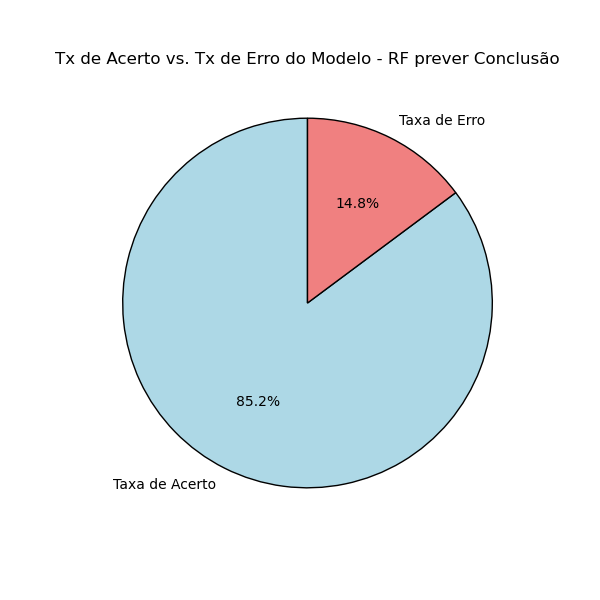 Tx de Acerto vs. Tx de Erro do Modelo - RF prever Conclusão
Taxa de Erro
14.8%
85.2%
Taxa de Acerto